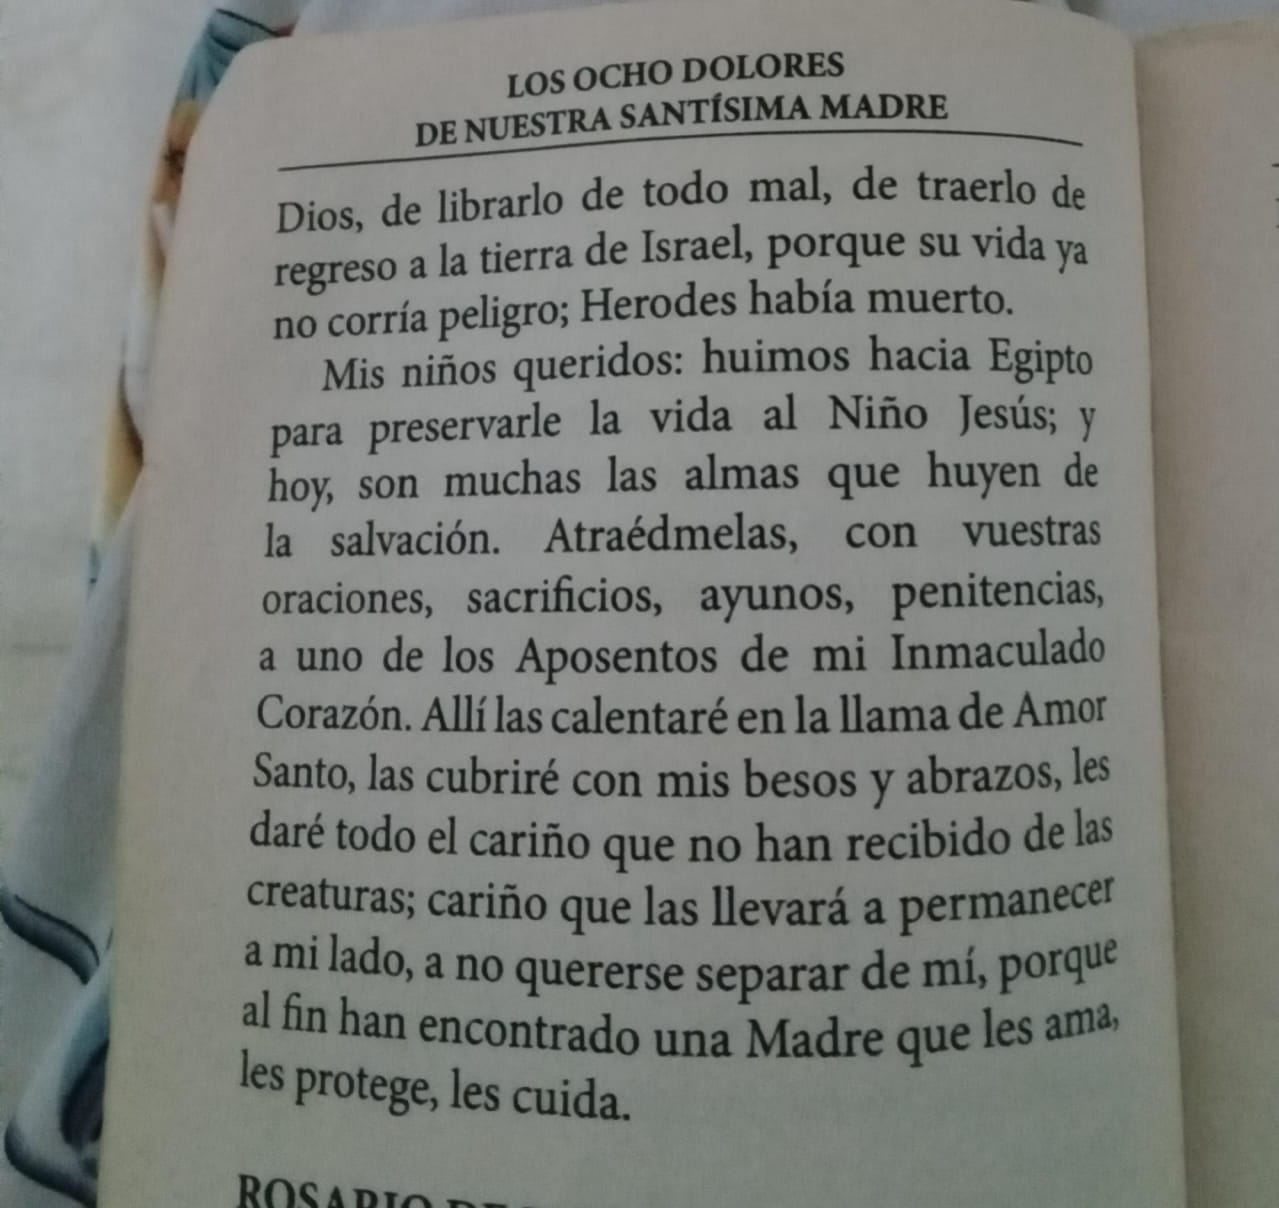 LOS OCHO DOLORES
DE NUESTRA SANTÍSIMA MADRE
Dios, de librarlo de todo mal, de traerlo de
regreso a la tierra de Israel, porque su vida ya
no corría peligro; Herodes había muerto.
Mis niños queridos: huimos hacia Egipto
para preservarle la vida al Niño Jesús; y
hoy, son muchas las almas que huyen de
la salvación. Atraédmelas, con vuestras
oraciones, sacrificios, ayunos, penitencias,
a uno de los Aposentos de mi Inmaculado
Corazón. Allí las calentaré en la llama de Amor
Santo, las cubriré con mis besos y abrazos, les
daré todo el cariño que no han recibido de las
creaturas; cariño que las llevará a permanecer
a mi lado, a no quererse separar de mí, porque
al fin han encontrado una Madre que les ama,
les protege, les cuida.
ROSARIO